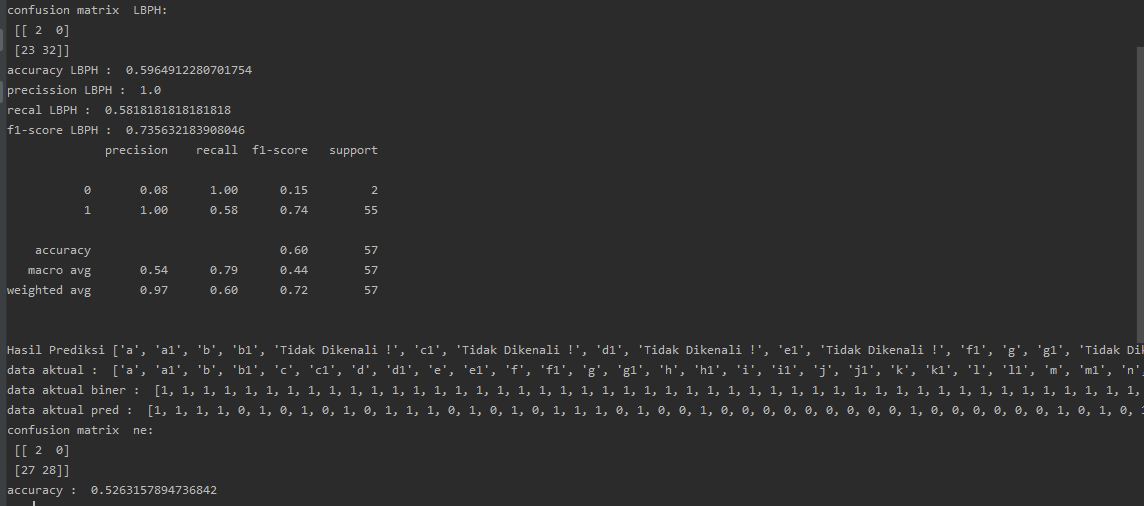 confusion matrix  LBPH:
 [[ 2  0]
 [23 32]]
accuracy LBPH :  0.5964912280701754
precission LBPH :  1.0
recal LBPH :  0.5818181818181818
f1-score LBPH :  0.735632183908046
              precision    recall  f1-score   support

           0       0.08      1.00      0.15         2
           1       1.00      0.58      0.74        55

    accuracy                           0.60        57
   macro avg       0.54      0.79      0.44        57
weighted avg       0.97      0.60      0.72        57

Hasil Prediksi ['a', 'a1', 'b', 'b1', 'Tidak Dikenali !', 'c1', 'Tidak Dikenali !', 'd1', 'Tidak Dikenali !', 'e1', 'Tidak Dikenali !', 'f1', 'g', 'g1', 'Tidak Dik
data aktual :  ['a', 'a1', 'b', 'b1', 'c', 'c1', 'd', 'd1', 'e', 'e1', 'f', 'f1', 'g', 'g1', 'h', 'h1', 'i', 'i1', 'j', 'j1', 'k', 'k1', 'l', 'l1', 'm', 'm1', 'n',
data aktual biner :  [1, 1, 1, 1, 1, 1, 1, 1, 1, 1, 1, 1, 1, 1, 1, 1, 1, 1, 1, 1, 1, 1, 1, 1, 1, 1, 1, 1, 1, 1, 1, 1, 1, 1, 1, 1, 1, 1, 1, 1, 1, 1, 1, 1, 1, 1, 1,
data aktual pred :  [1, 1, 1, 1, 0, 1, 0, 1, 0, 1, 0, 1, 1, 1, 0, 1, 0, 1, 0, 1, 1, 1, 0, 1, 0, 0, 1, 0, 0, 0, 0, 0, 0, 0, 0, 0, 1, 0, 0, 0, 0, 0, 0, 1, 0, 1, 0, 1
confusion matrix  ne:
 [[ 2  0]
 [27 28]]
accuracy :  0.5263157894736842